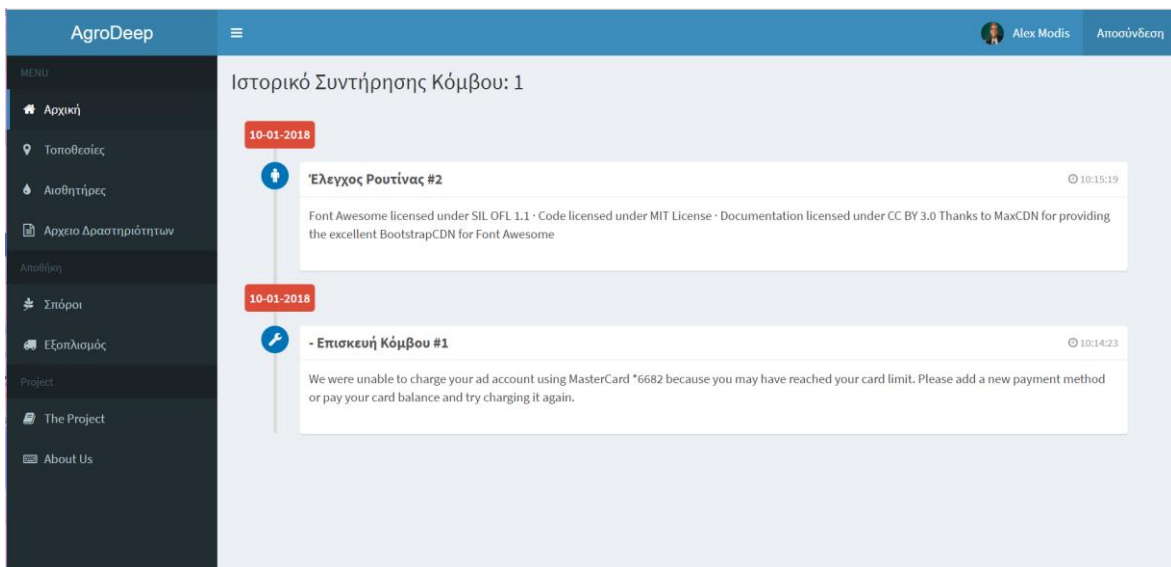 AgroDeep
Alex Modis
Αποσύνδεση
MENU
Αρχική
Τοποθεσίες
Αισθητήρες
Αρχειο Δραστηριότητων
Αποθήκη
Σπόροι
Εξοπλισμός
Project
The Project
About Us
Ιστορικό Συντήρησης Κόμβου: 1
10-01-2018
Έλεγχος Ρουτίνας #2
10:15:19
Font Awesome licensed under SIL OFL 1.1 · Code licensed under MIT License · Documentation licensed under CC BY 3.0 Thanks to MaxCDN for providing
the excellent BootstrapCDN for Font Awesome
10-01-2018
- Επισκευή Κόμβου #1
10:14:23
We were unable to charge your ad account using MasterCard *6682 because you may have reached your card limit. Please add a new payment method
or pay your card balance and try charging it again.